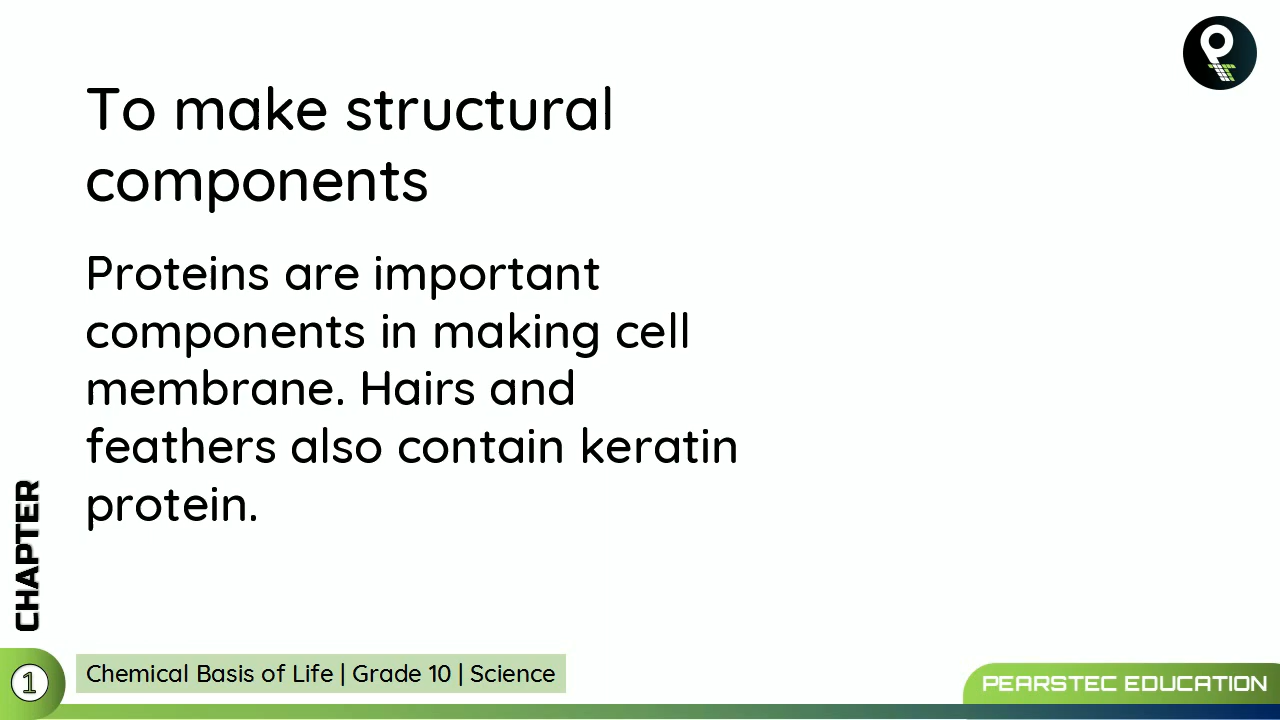 To make structural
components
Proteins are important
components in making cell
membrane. Hairs and
feathers also contain keratin
protein.
CHAPTER
1
Chemical Basis of Life | Grade 10 | Science
PEARSTEC EDUCATION